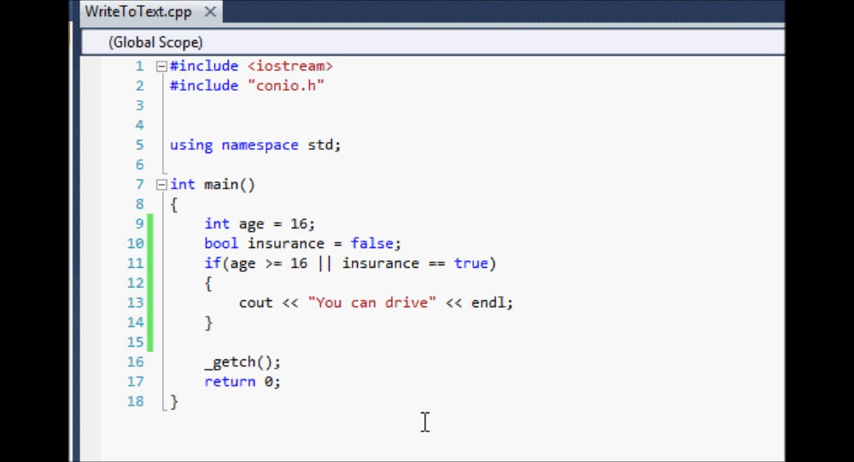 WriteToText.cpp ×
(Global Scope)
1 #include <iostream>
2 #include "conio.h"
3
4
5 using namespace std;
6
7 int main()
8 {
9 int age = 16;
10 bool insurance = false;
11 if(age >= 16 || insurance == true)
12 {
13 cout << "You can drive" << endl;
14 }
15
16 _getch();
17 return 0;
18 }